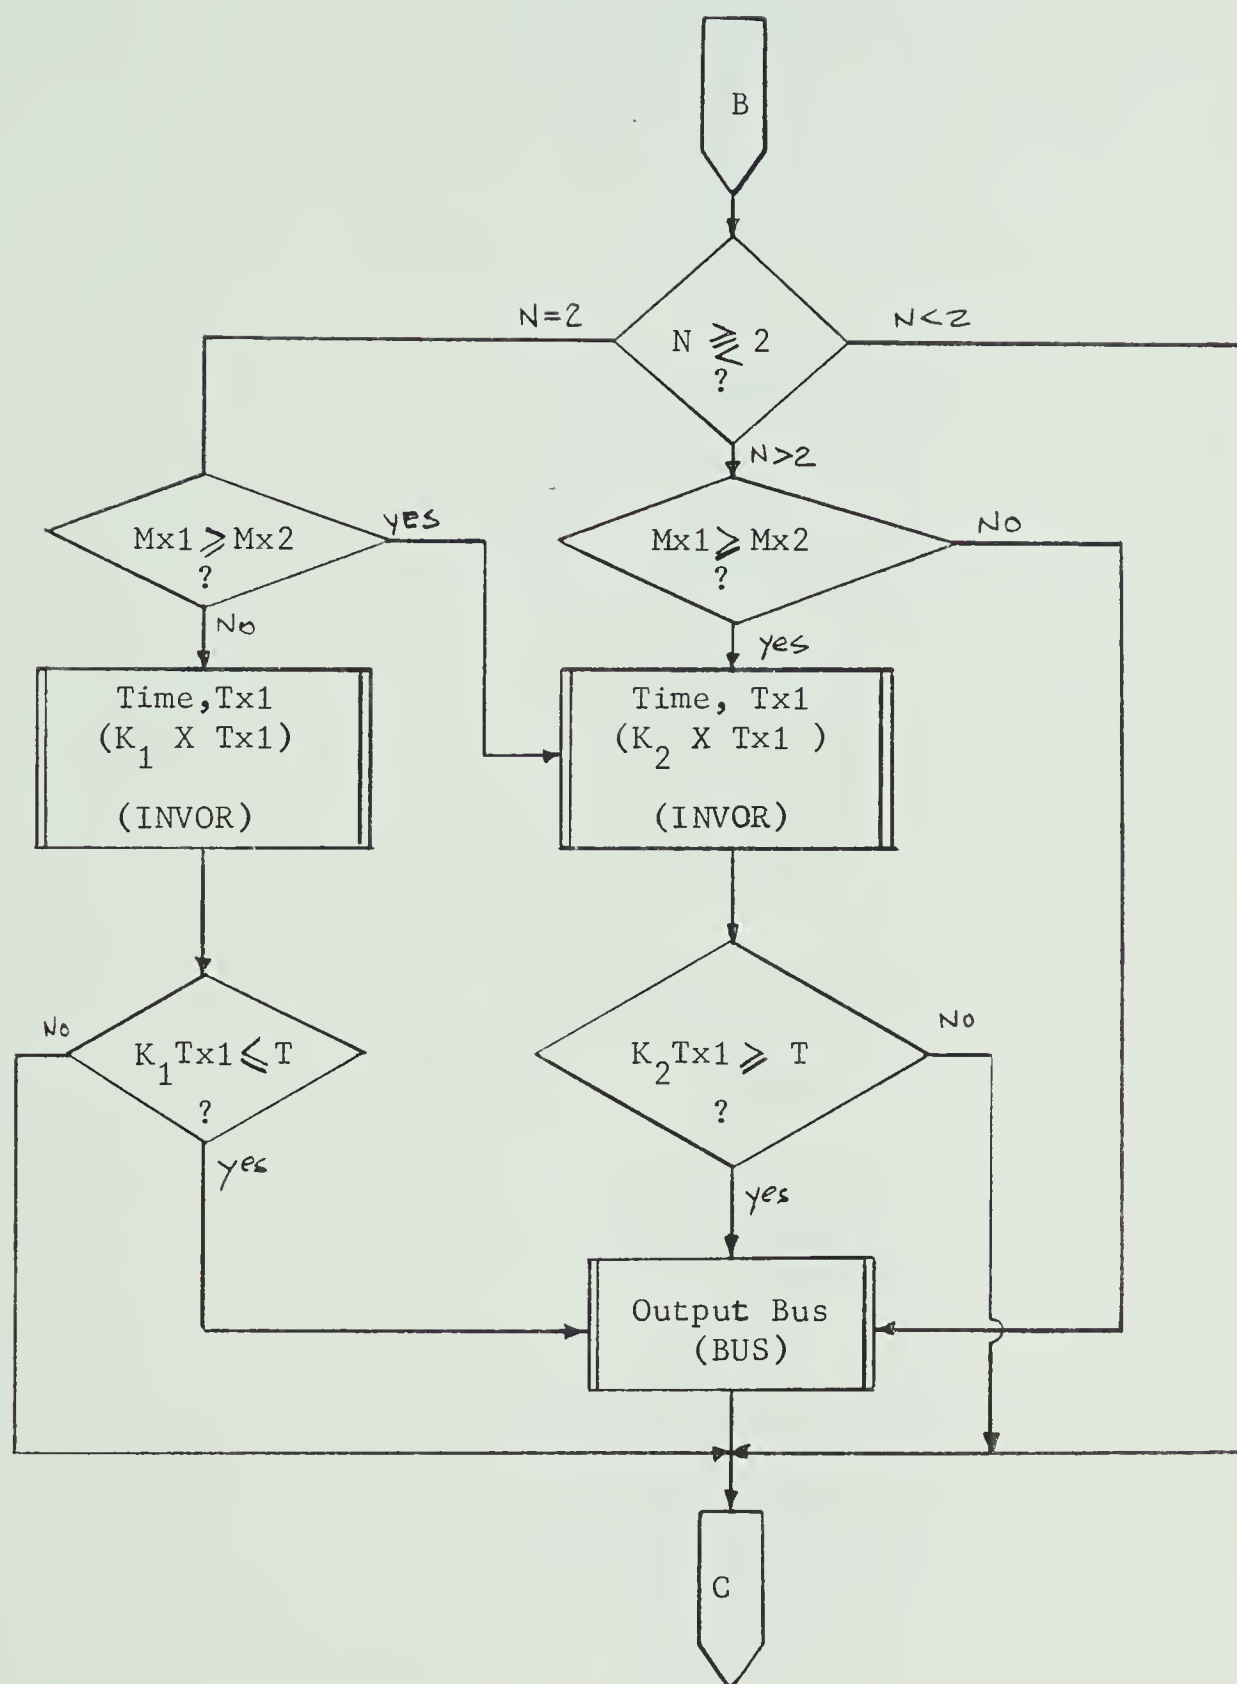 B
N=2
N ⪌ 2
?
N<2
N>2
Mx1 ⩾ Mx2
?
yes
No
Mx1 ⩾ Mx2
?
No
yes
Time,Tx1
(K₁ X Tx1)
(INVOR)
Time, Tx1
(K₂ X Tx1 )
(INVOR)
No
K₁Tx1 ⩽ T
?
yes
K₂Tx1 ⩾ T
?
No
yes
Output Bus
(BUS)
C